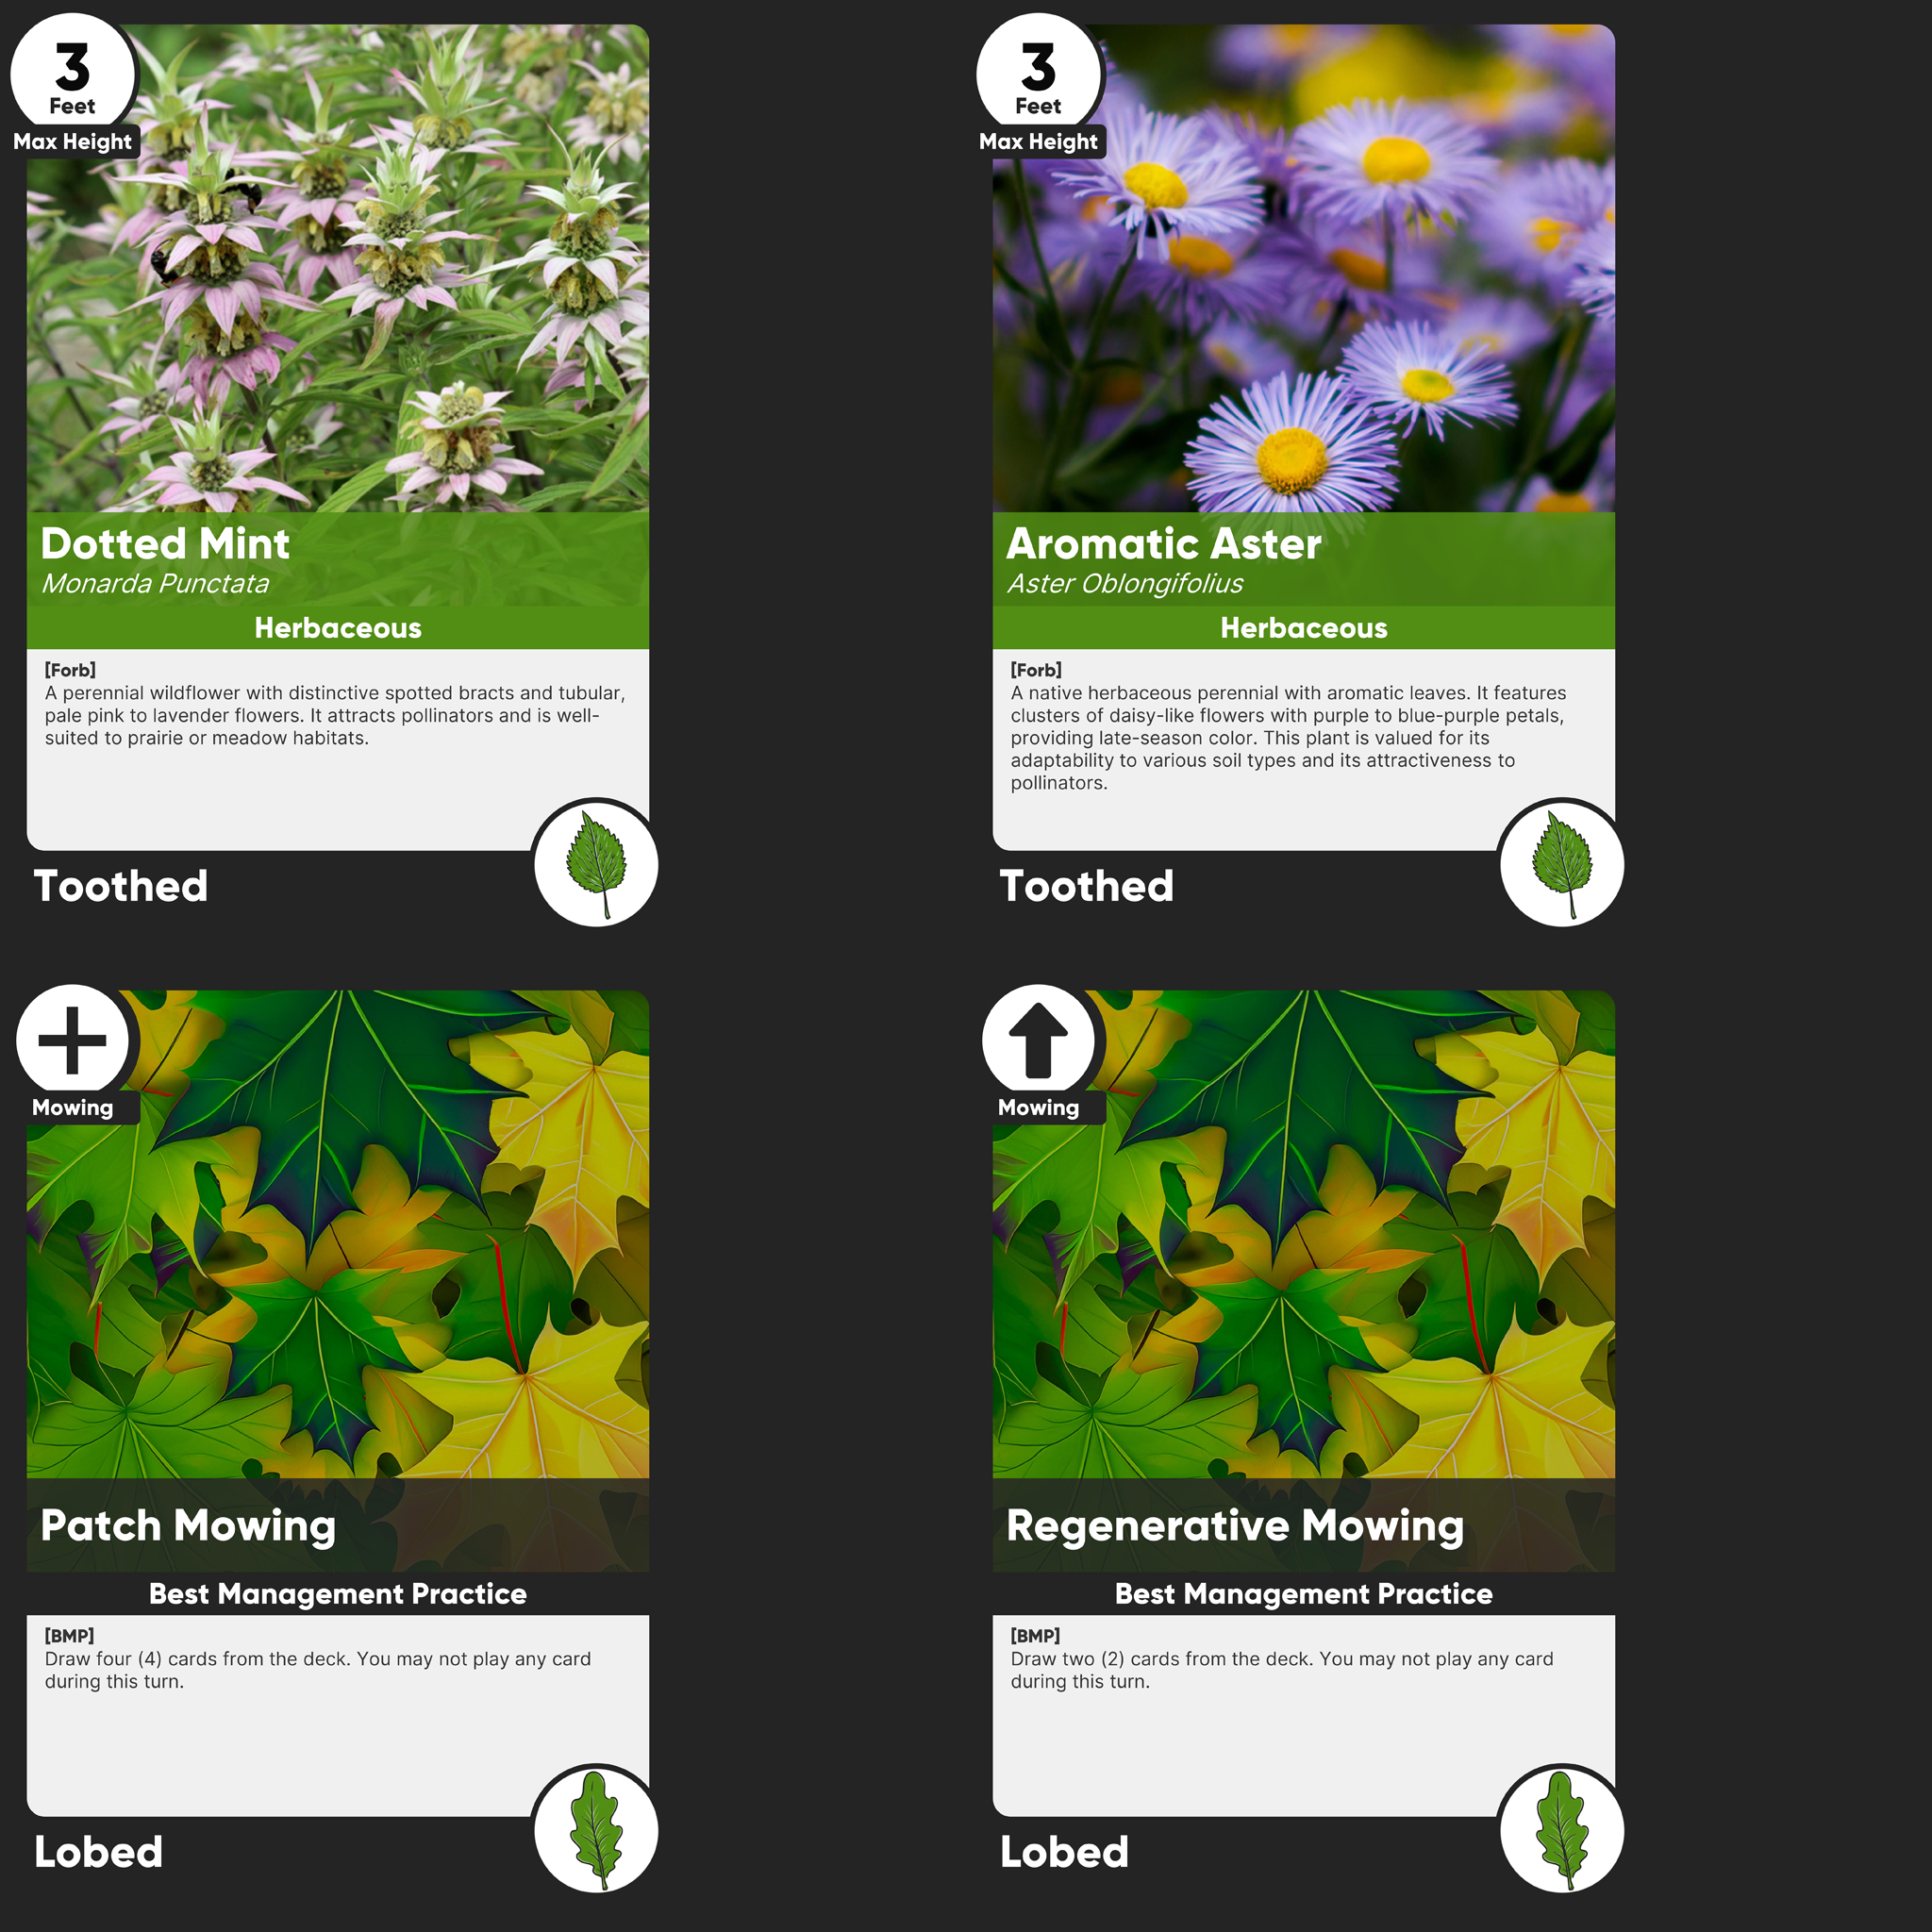 3
Feet
Max Height
Dotted Mint
Monarda Punctata
Herbaceous
[Forb]
A perennial wildflower with distinctive spotted bracts and tubular,
pale pink to lavender flowers. It attracts pollinators and is well-
suited to prairie or meadow habitats.
Toothed
3
Feet
Max Height
Aromatic Aster
Aster Oblongifolius
Herbaceous
[Forb]
A native herbaceous perennial with aromatic leaves. It features
clusters of daisy-like flowers with purple to blue-purple petals,
providing late-season color. This plant is valued for its
adaptability to various soil types and its attractiveness to
pollinators.
Toothed
Mowing
Patch Mowing
Best Management Practice
[BMP]
Draw four (4) cards from the deck. You may not play any card
during this turn.
Lobed
Mowing
Regenerative Mowing
Best Management Practice
[BMP]
Draw two (2) cards from the deck. You may not play any card
during this turn.
Lobed